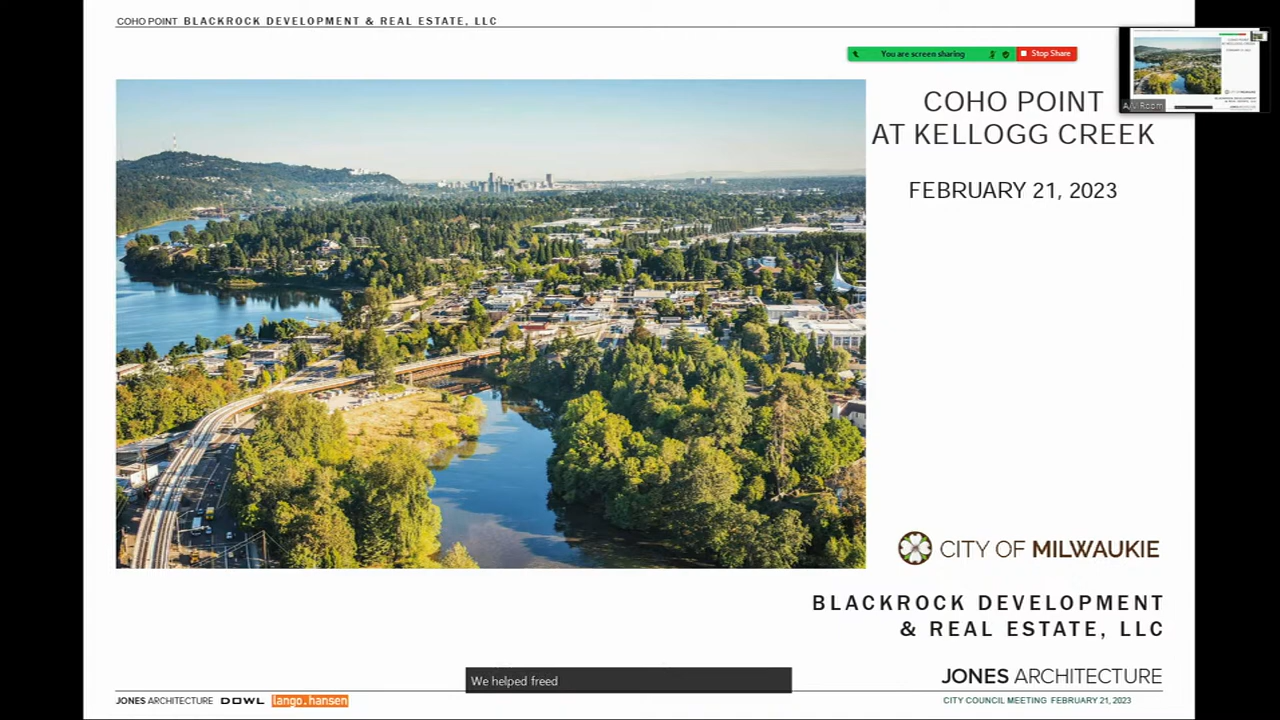 COHO POINT BLACKROCK DEVELOPMENT & REAL ESTATE, LLC
You are screen sharing
Stop Share
A/V Room
COHO POINT
AT KELLOGG CREEK
FEBRUARY 21, 2023
CITY OF MILWAUKIE
BLACKROCK DEVELOPMENT
& REAL ESTATE, LLC
We helped freed
JONES ARCHITECTURE
JONES ARCHITECTURE DOWL lango.hansen
CITY COUNCIL MEETING FEBRUARY 21, 2023